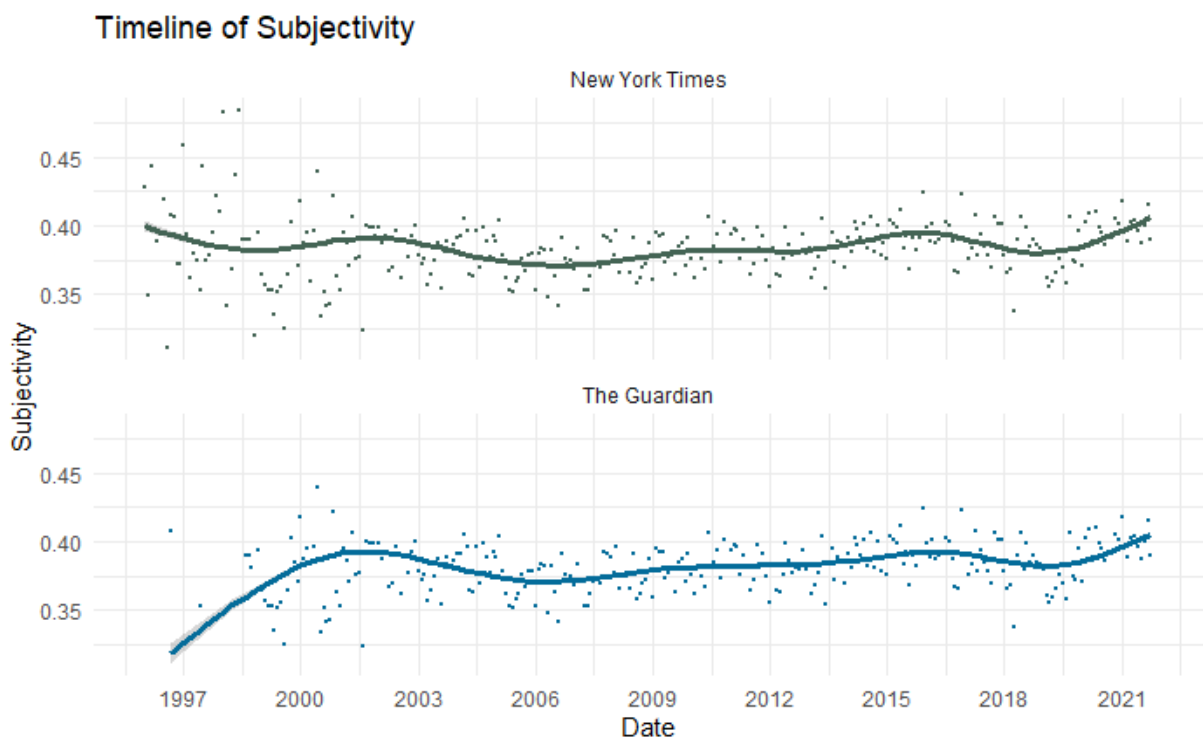 Timeline of Subjectivity
New York Times
0.45
0.40
0.35
Subjectivity
The Guardian
0.45
0.40
0.35
1997 2000 2003 2006 2009 2012 2015 2018 2021
Date